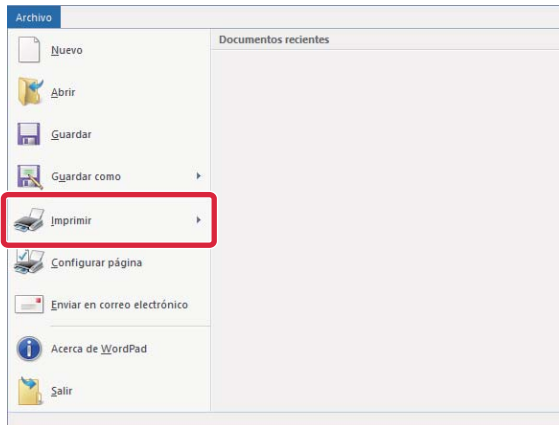 Archivo
Documentos recientes
Nuevo
Abrir
Guardar
Guardar como
Imprimir
Configurar página
Enviar en correo electrónico
Acerca de WordPad
Salir